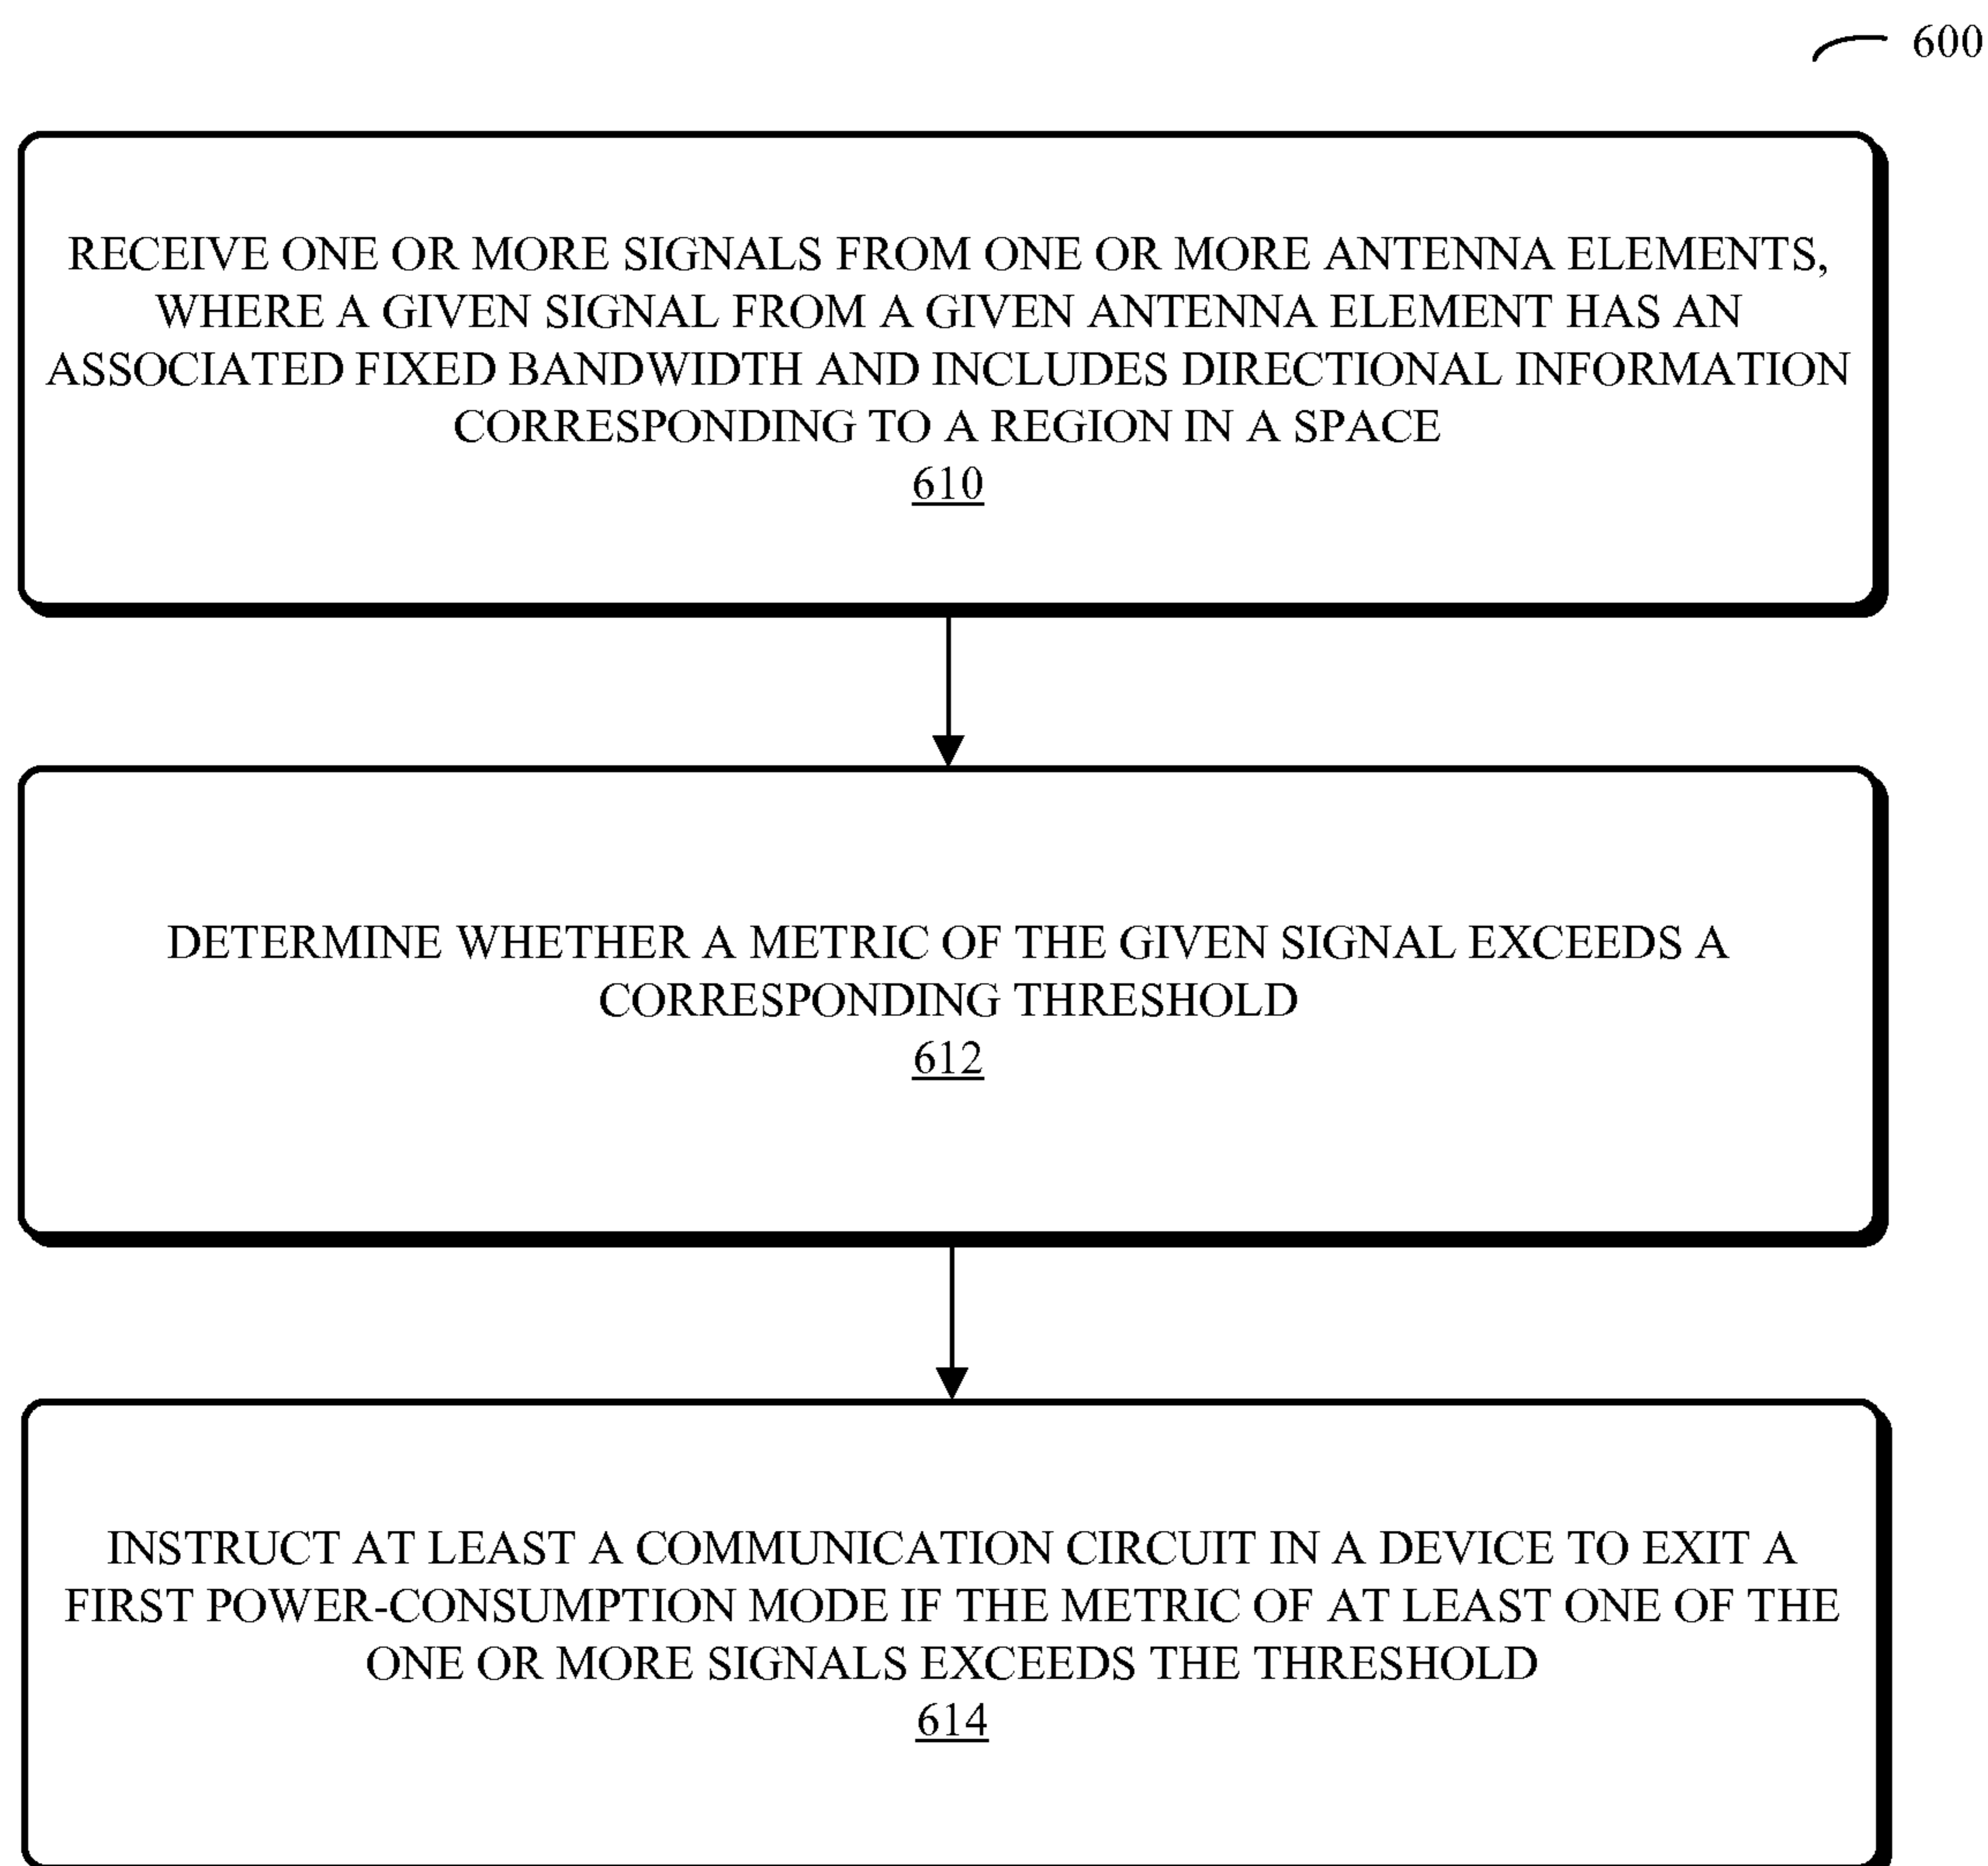 600
RECEIVE ONE OR MORE SIGNALS FROM ONE OR MORE ANTENNA ELEMENTS,
WHERE A GIVEN SIGNAL FROM A GIVEN ANTENNA ELEMENT HAS AN
ASSOCIATED FIXED BANDWIDTH AND INCLUDES DIRECTIONAL INFORMATION
CORRESPONDING TO A REGION IN A SPACE
610
DETERMINE WHETHER A METRIC OF THE GIVEN SIGNAL EXCEEDS A
CORRESPONDING THRESHOLD
612
INSTRUCT AT LEAST A COMMUNICATION CIRCUIT IN A DEVICE TO EXIT A
FIRST POWER-CONSUMPTION MODE IF THE METRIC OF AT LEAST ONE OF THE
ONE OR MORE SIGNALS EXCEEDS THE THRESHOLD
614